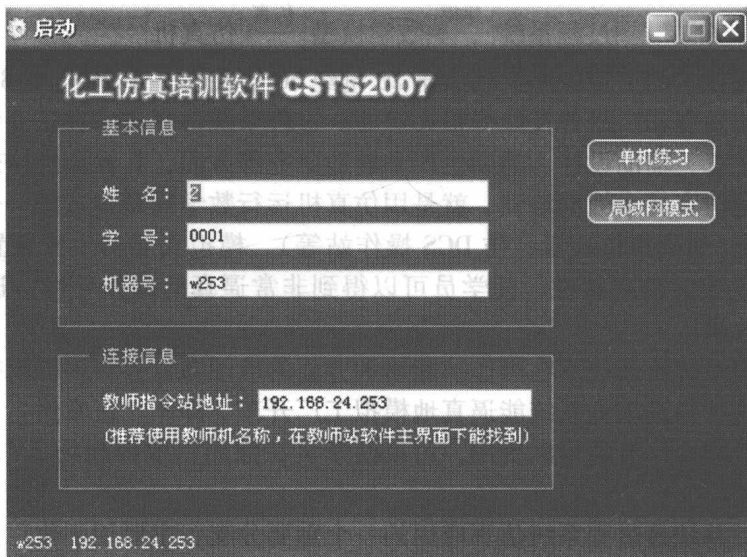 启动
化工仿真培训软件 CSTS2007
基本信息
姓 名： 2
学 号： 0001
机器号： w253
单机练习
局域网模式
连接信息
教师指令站地址： 192.168.24.253
(推荐使用教师机名称，在教师站软件主界面下能找到)
w253 192.168.24.253